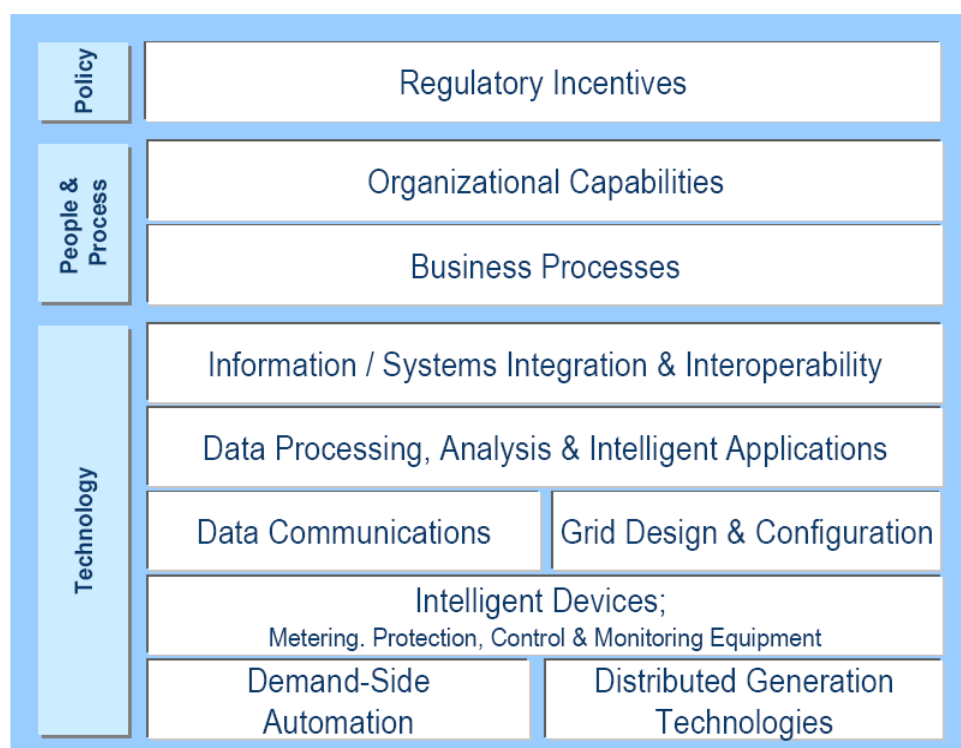 Policy
Regulatory Incentives
People &
Process
Organizational Capabilities
Business Processes
Technology
Information / Systems Integration & Interoperability
Data Processing, Analysis & Intelligent Applications
Data Communications
Grid Design & Configuration
Intelligent Devices;
Metering. Protection, Control & Monitoring Equipment
Demand-Side
Automation
Distributed Generation
Technologies